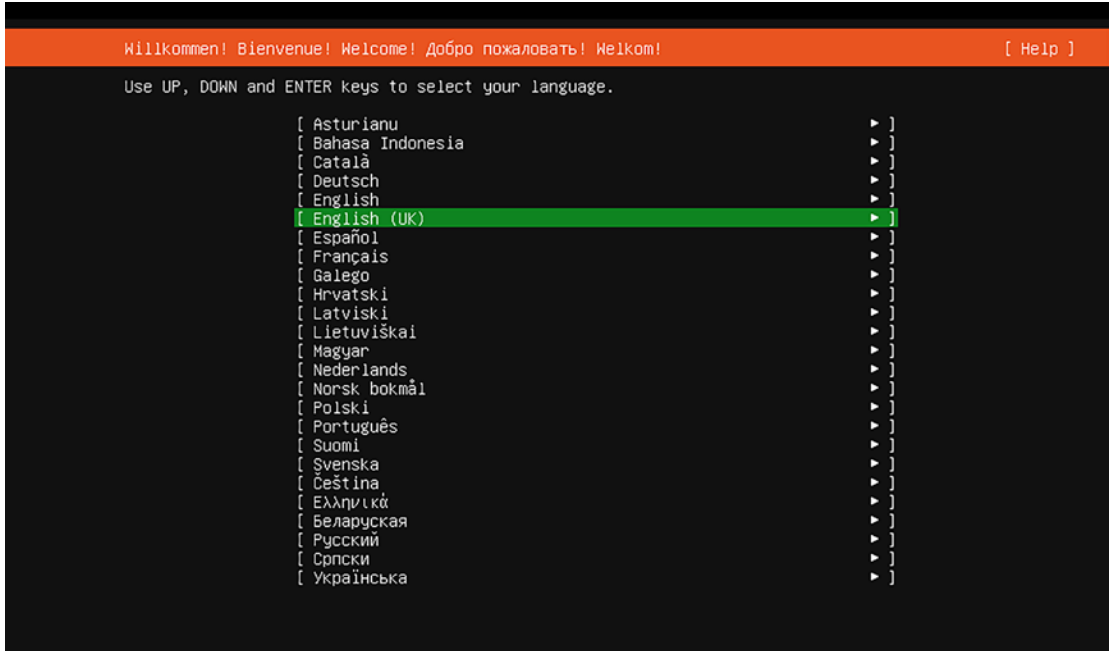 Willkommen! Bienvenue! Welcome! Добро пожаловать! Welkom! [ Help ]
Use UP, DOWN and ENTER keys to select your language.
[ Asturianu ► ]
[ Bahasa Indonesia ► ]
[ Català ► ]
[ Deutsch ► ]
[ English ► ]
[ English (UK) ► ]
[ Español ► ]
[ Français ► ]
[ Galego ► ]
[ Hrvatski ► ]
[ Latviski ► ]
[ Lietuviškai ► ]
[ Magyar ► ]
[ Nederlands ► ]
[ Norsk bokmål ► ]
[ Polski ► ]
[ Português ► ]
[ Suomi ► ]
[ Svenska ► ]
[ Čeština ► ]
[ Ελληνικά ► ]
[ Беларуская ► ]
[ Русский ► ]
[ Српски ► ]
[ Українська ► ]